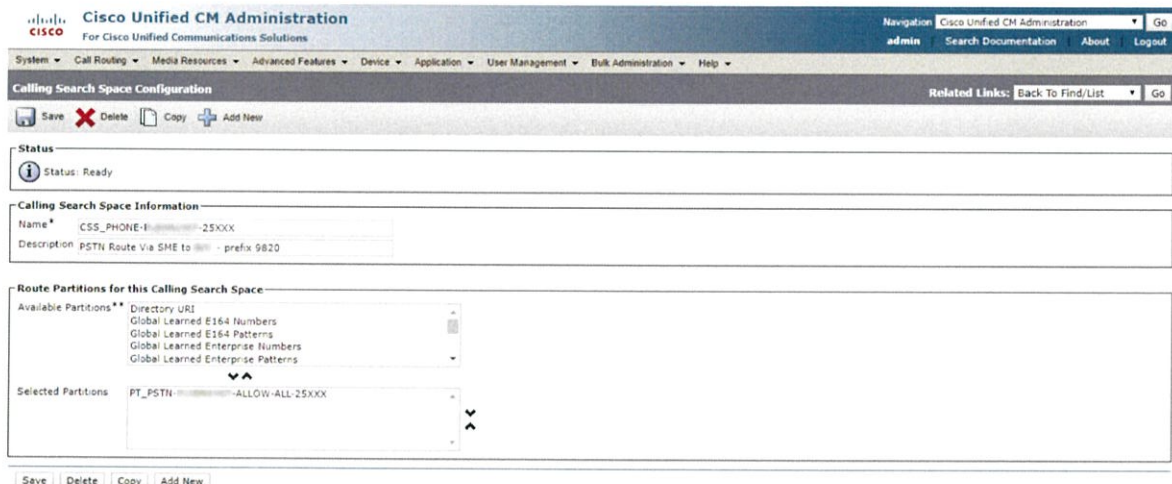 Cisco Unified CM Administration
CISCO For Cisco Unified Communications Solutions
Navigation Cisco Unified CM Administration Go
admin Search Documentation About Logout
System Call Routing Media Resources Advanced Features Device Application User Management Bulk Administration Help
Calling Search Space Configuration Related Links: Back To Find/List Go
Save Delete Copy Add New
Status
Status: Ready
Calling Search Space Information
Name* CSS_PHONE- -25XXX
Description PSTN Route Via SME to - prefix 9820
Route Partitions for this Calling Search Space
Available Partitions** Directory URI
Global Learned E164 Numbers
Global Learned E164 Patterns
Global Learned Enterprise Numbers
Global Learned Enterprise Patterns
Selected Partitions PT_PSTN- -ALLOW-ALL-25XXX
Save Delete Copy Add New